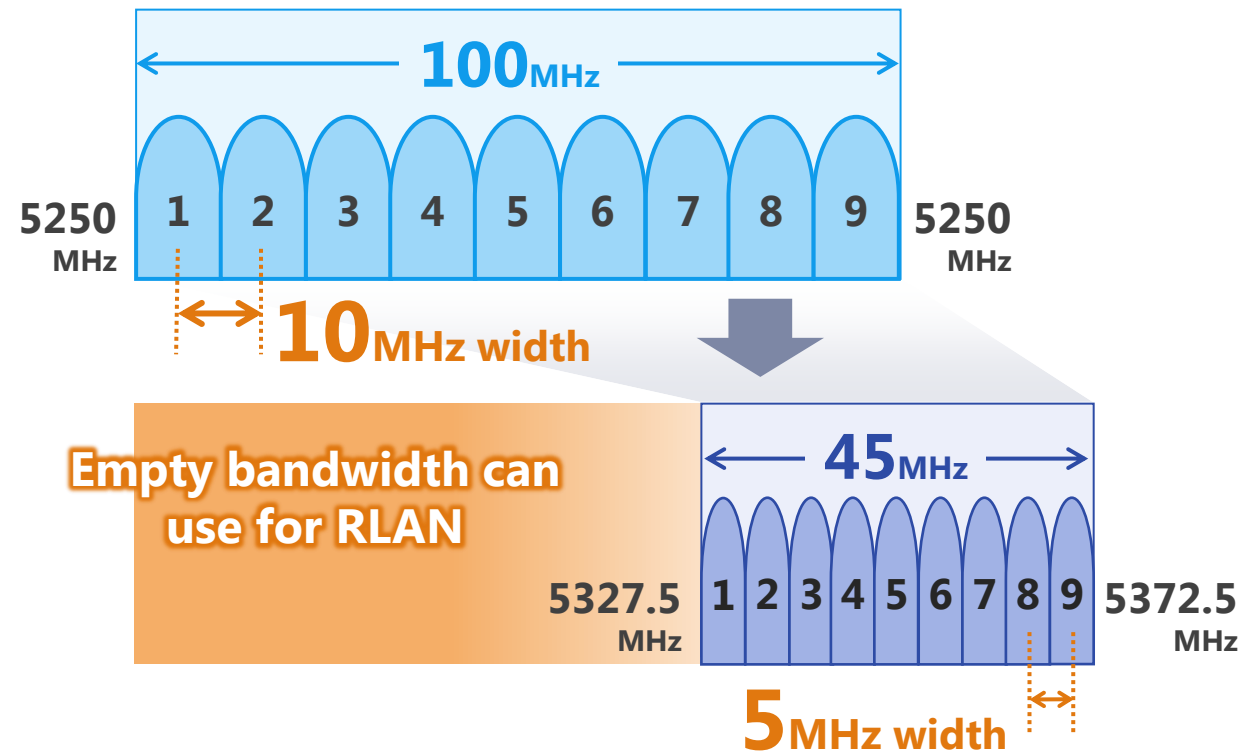 100MHz
1 2 3 4 5 6 7 8 9
5250
MHz
5250
MHz
10MHz width
Empty bandwidth can
use for RLAN
45MHz
1 2 3 4 5 6 7 8 9
5327.5
MHz
5372.5
MHz
5MHz width